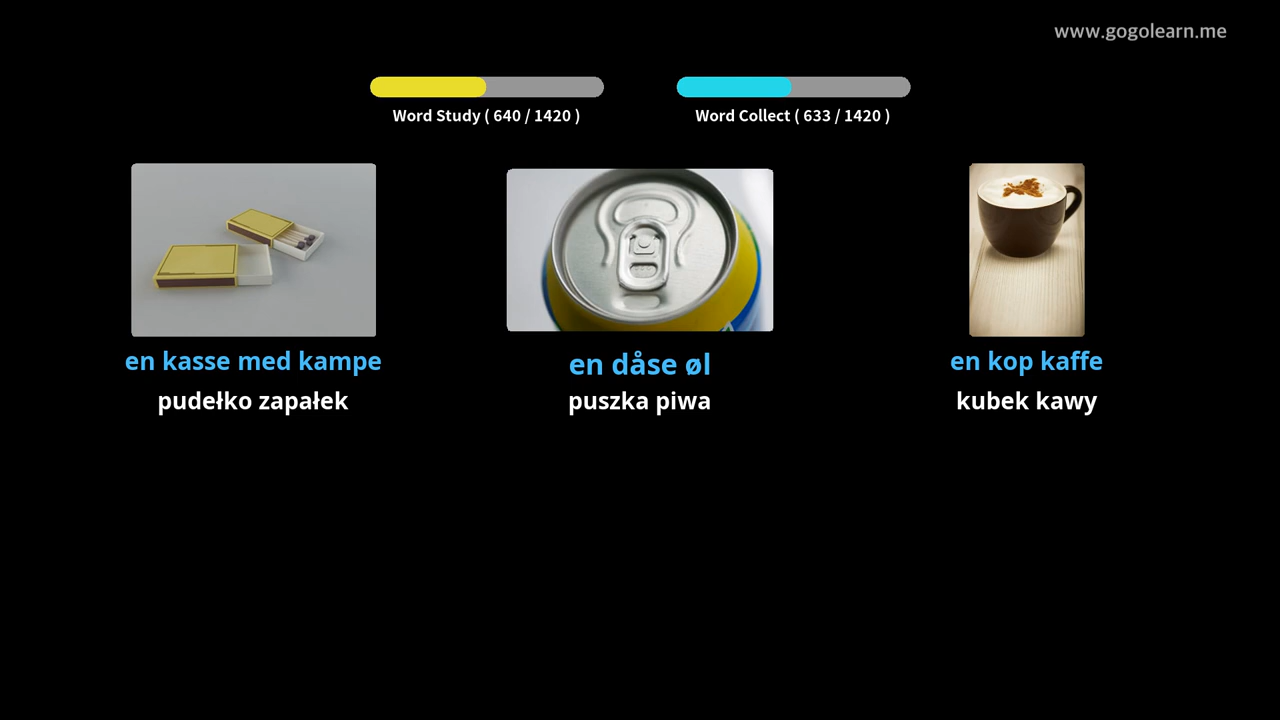 www.gogolearn.me
Word Study ( 640 / 1420 )
Word Collect ( 633 / 1420 )
en kasse med kampe
en dåse øl
en kop kaffe
pudełko zapałek
puszka piwa
kubek kawy